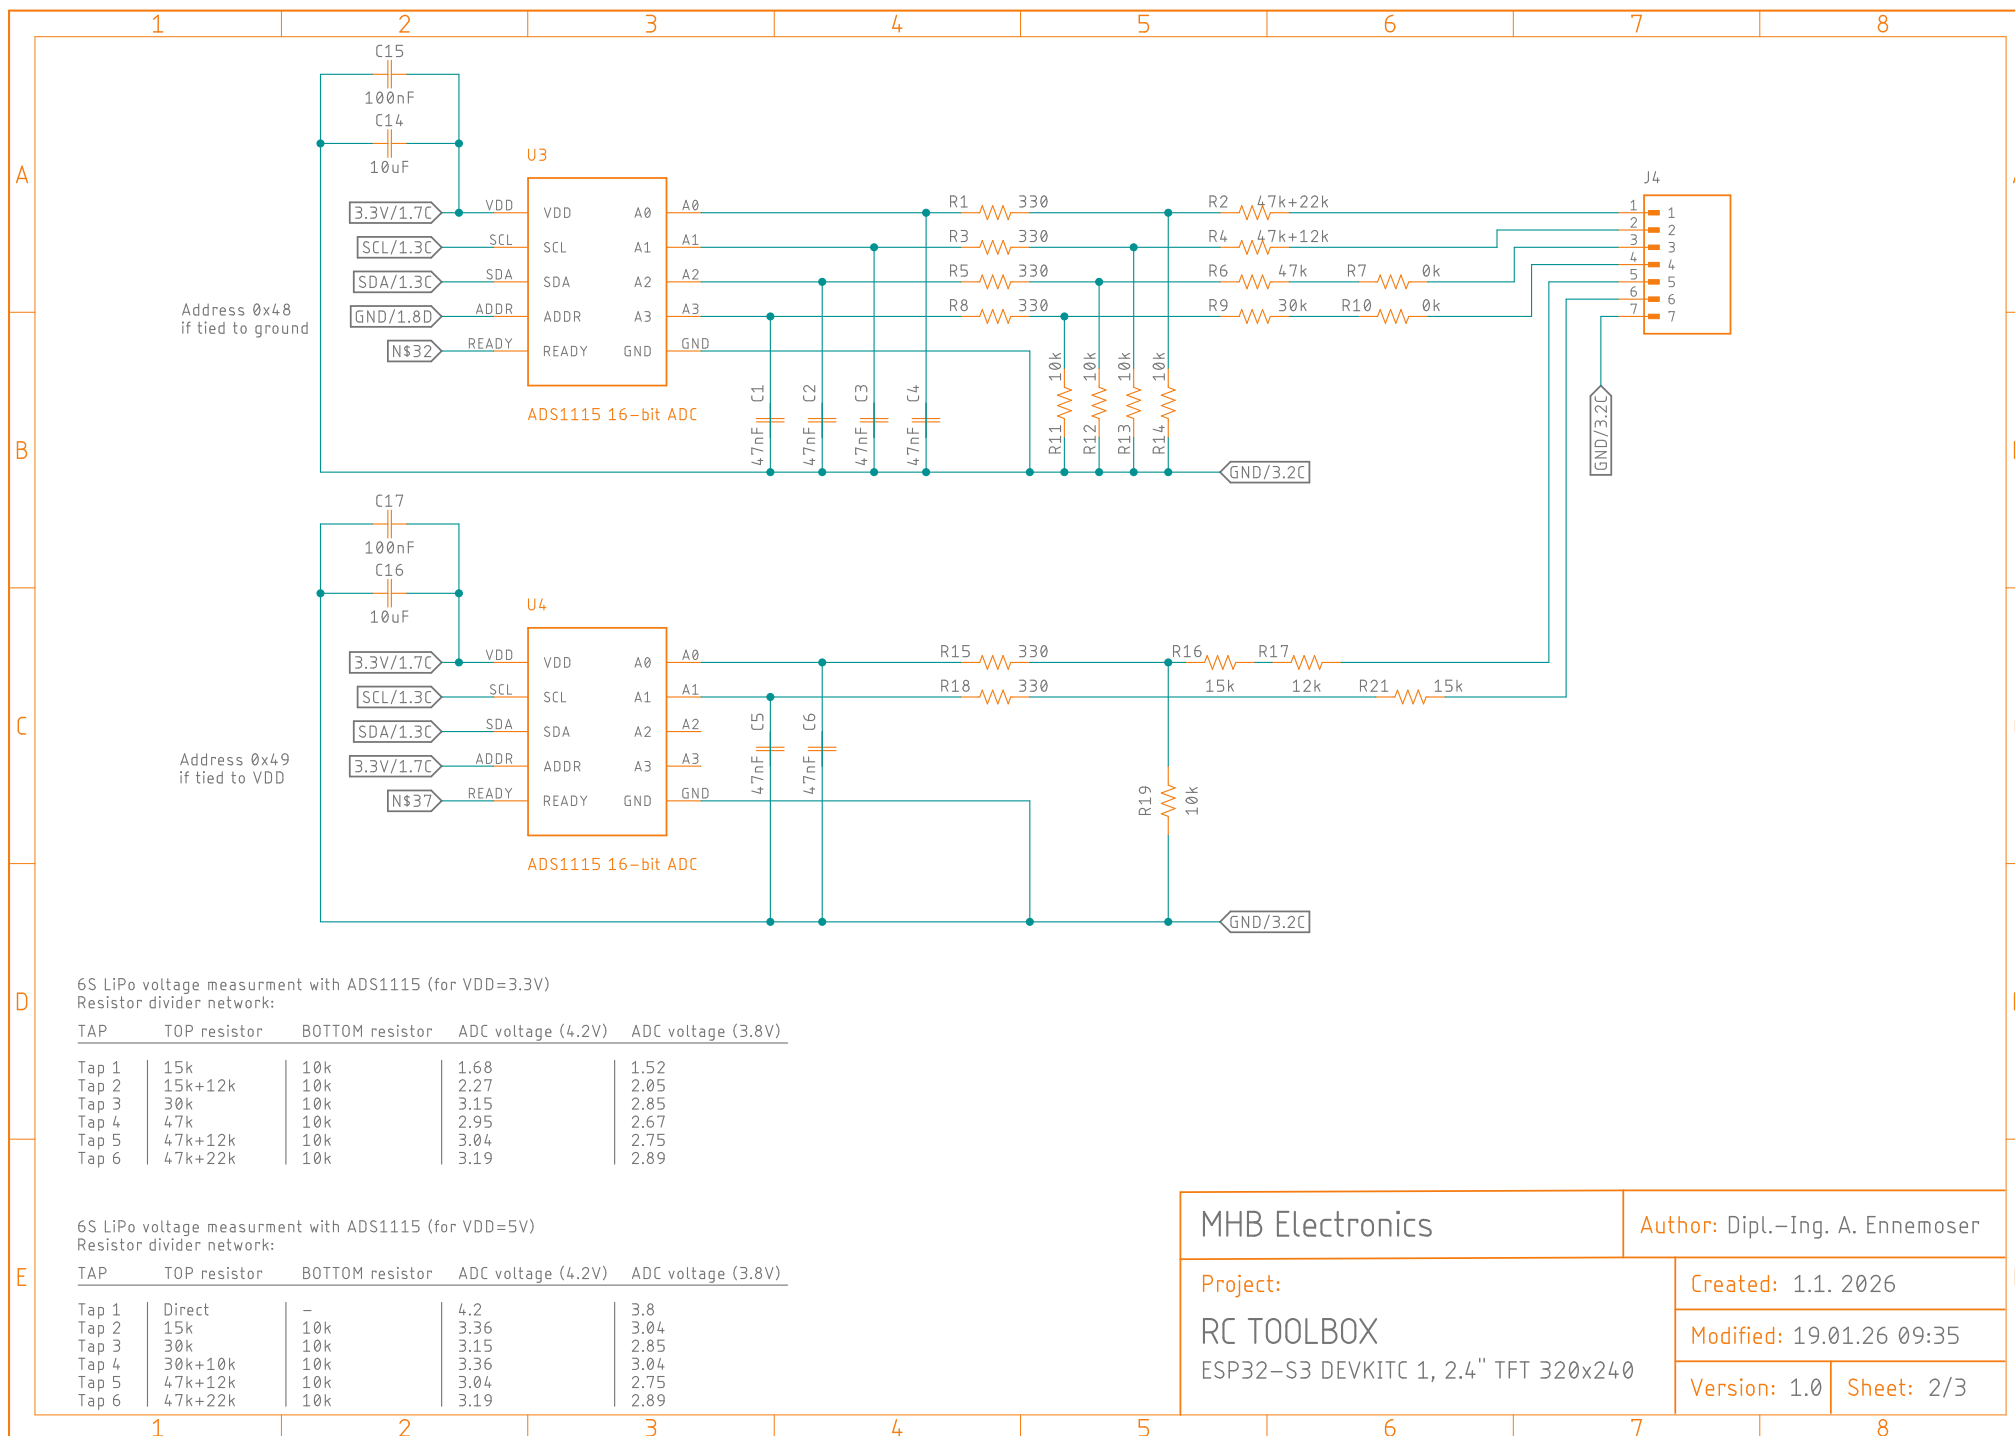 1 2 3 4 5 6 7 8
C15
100nF
C14
10uF
A
U3
J4
3.3V/1.7C VDD VDD A0 A0 R1 330 R2 47k+22k 1 1
2 2
SCL/1.3C SCL SCL A1 A1 R3 330 R4 47k+12k 3 3
4 4
SDA/1.3C SDA SDA A2 A2 R5 330 R6 47k R7 0k 5 5
6 6
Address 0x48
if tied to ground
GND/1.8D ADDR ADDR A3 A3 R8 330 R9 30k R10 0k 7 7
N$32 READY READY GND GND
ADS1115 16-bit ADC
C1 47nF
C2 47nF
C3 47nF
C4 47nF
R11 10k
R12 10k
R13 10k
R14 10k
GND/3.2C
B
GND/3.2C
C17
100nF
C16
10uF
U4
3.3V/1.7C VDD VDD A0 A0 R15 330 R16 15k R17 12k
SCL/1.3C SCL SCL A1 A1 R18 330 R21 15k
C
SDA/1.3C SDA SDA A2 A2
Address 0x49
if tied to VDD
3.3V/1.7C ADDR ADDR A3 A3
N$37 READY READY GND GND
C5 47nF
C6 47nF
R19 10k
ADS1115 16-bit ADC
GND/3.2C
D
6S LiPo voltage measurment with ADS1115 (for VDD=3.3V)
Resistor divider network:
TAP TOP resistor BOTTOM resistor ADC voltage (4.2V) ADC voltage (3.8V)
Tap 1 15k 10k 1.68 1.52
Tap 2 15k+12k 10k 2.27 2.05
Tap 3 30k 10k 3.15 2.85
Tap 4 47k 10k 2.95 2.67
Tap 5 47k+12k 10k 3.04 2.75
Tap 6 47k+22k 10k 3.19 2.89
6S LiPo voltage measurment with ADS1115 (for VDD=5V)
Resistor divider network:
E
TAP TOP resistor BOTTOM resistor ADC voltage (4.2V) ADC voltage (3.8V)
Tap 1 Direct - 4.2 3.8
Tap 2 15k 10k 3.36 3.04
Tap 3 30k 10k 3.15 2.85
Tap 4 30k+10k 10k 3.36 3.04
Tap 5 47k+12k 10k 3.04 2.75
Tap 6 47k+22k 10k 3.19 2.89
MHB Electronics
Author: Dipl.-Ing. A. Ennemoser
Project:
RC TOOLBOX
ESP32-S3 DEVKITC 1, 2.4" TFT 320x240
Created: 1.1. 2026
Modified: 19.01.26 09:35
Version: 1.0 Sheet: 2/3
1 2 3 4 5 6 7 8